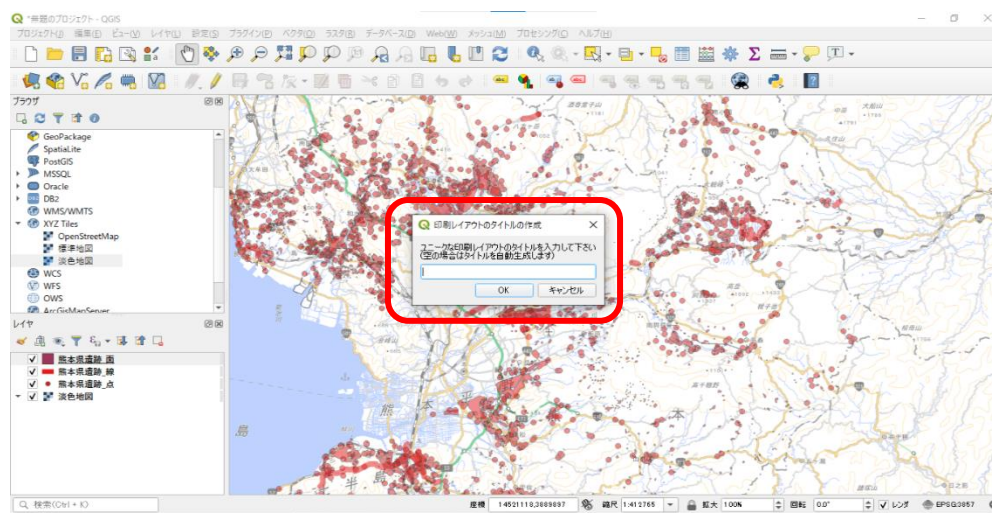 *無題のプロジェクト - QGIS
プロジェクト(J) 編集(E) ビュー(V) レイヤ(L) 設定(S) プラグイン(P) ベクタ(O) ラスタ(R) データベース(D) Web(W) メッシュ(M) プロセッシング(C) ヘルプ(H)
ブラウザ
GeoPackage
SpatiaLite
PostGIS
MSSQL
Oracle
DB2
WMS/WMTS
XYZ Tiles
OpenStreetMap
標準地図
淡色地図
WCS
WFS
OWS
ArcGisMapServer
レイヤ
熊本県遺跡_面
熊本県遺跡_線
熊本県遺跡_点
淡色地図
印刷レイアウトのタイトルの作成
ユニークな印刷レイアウトのタイトルを入力して下さい
(空の場合はタイトルを自動生成します)
OK キャンセル
熊 本 平
島
半 島
本
検索(Ctrl + K)
座標 14521118,3889897 縮尺 1:412765 拡大 100% 回転 0.0° レンダ EPSG:3857